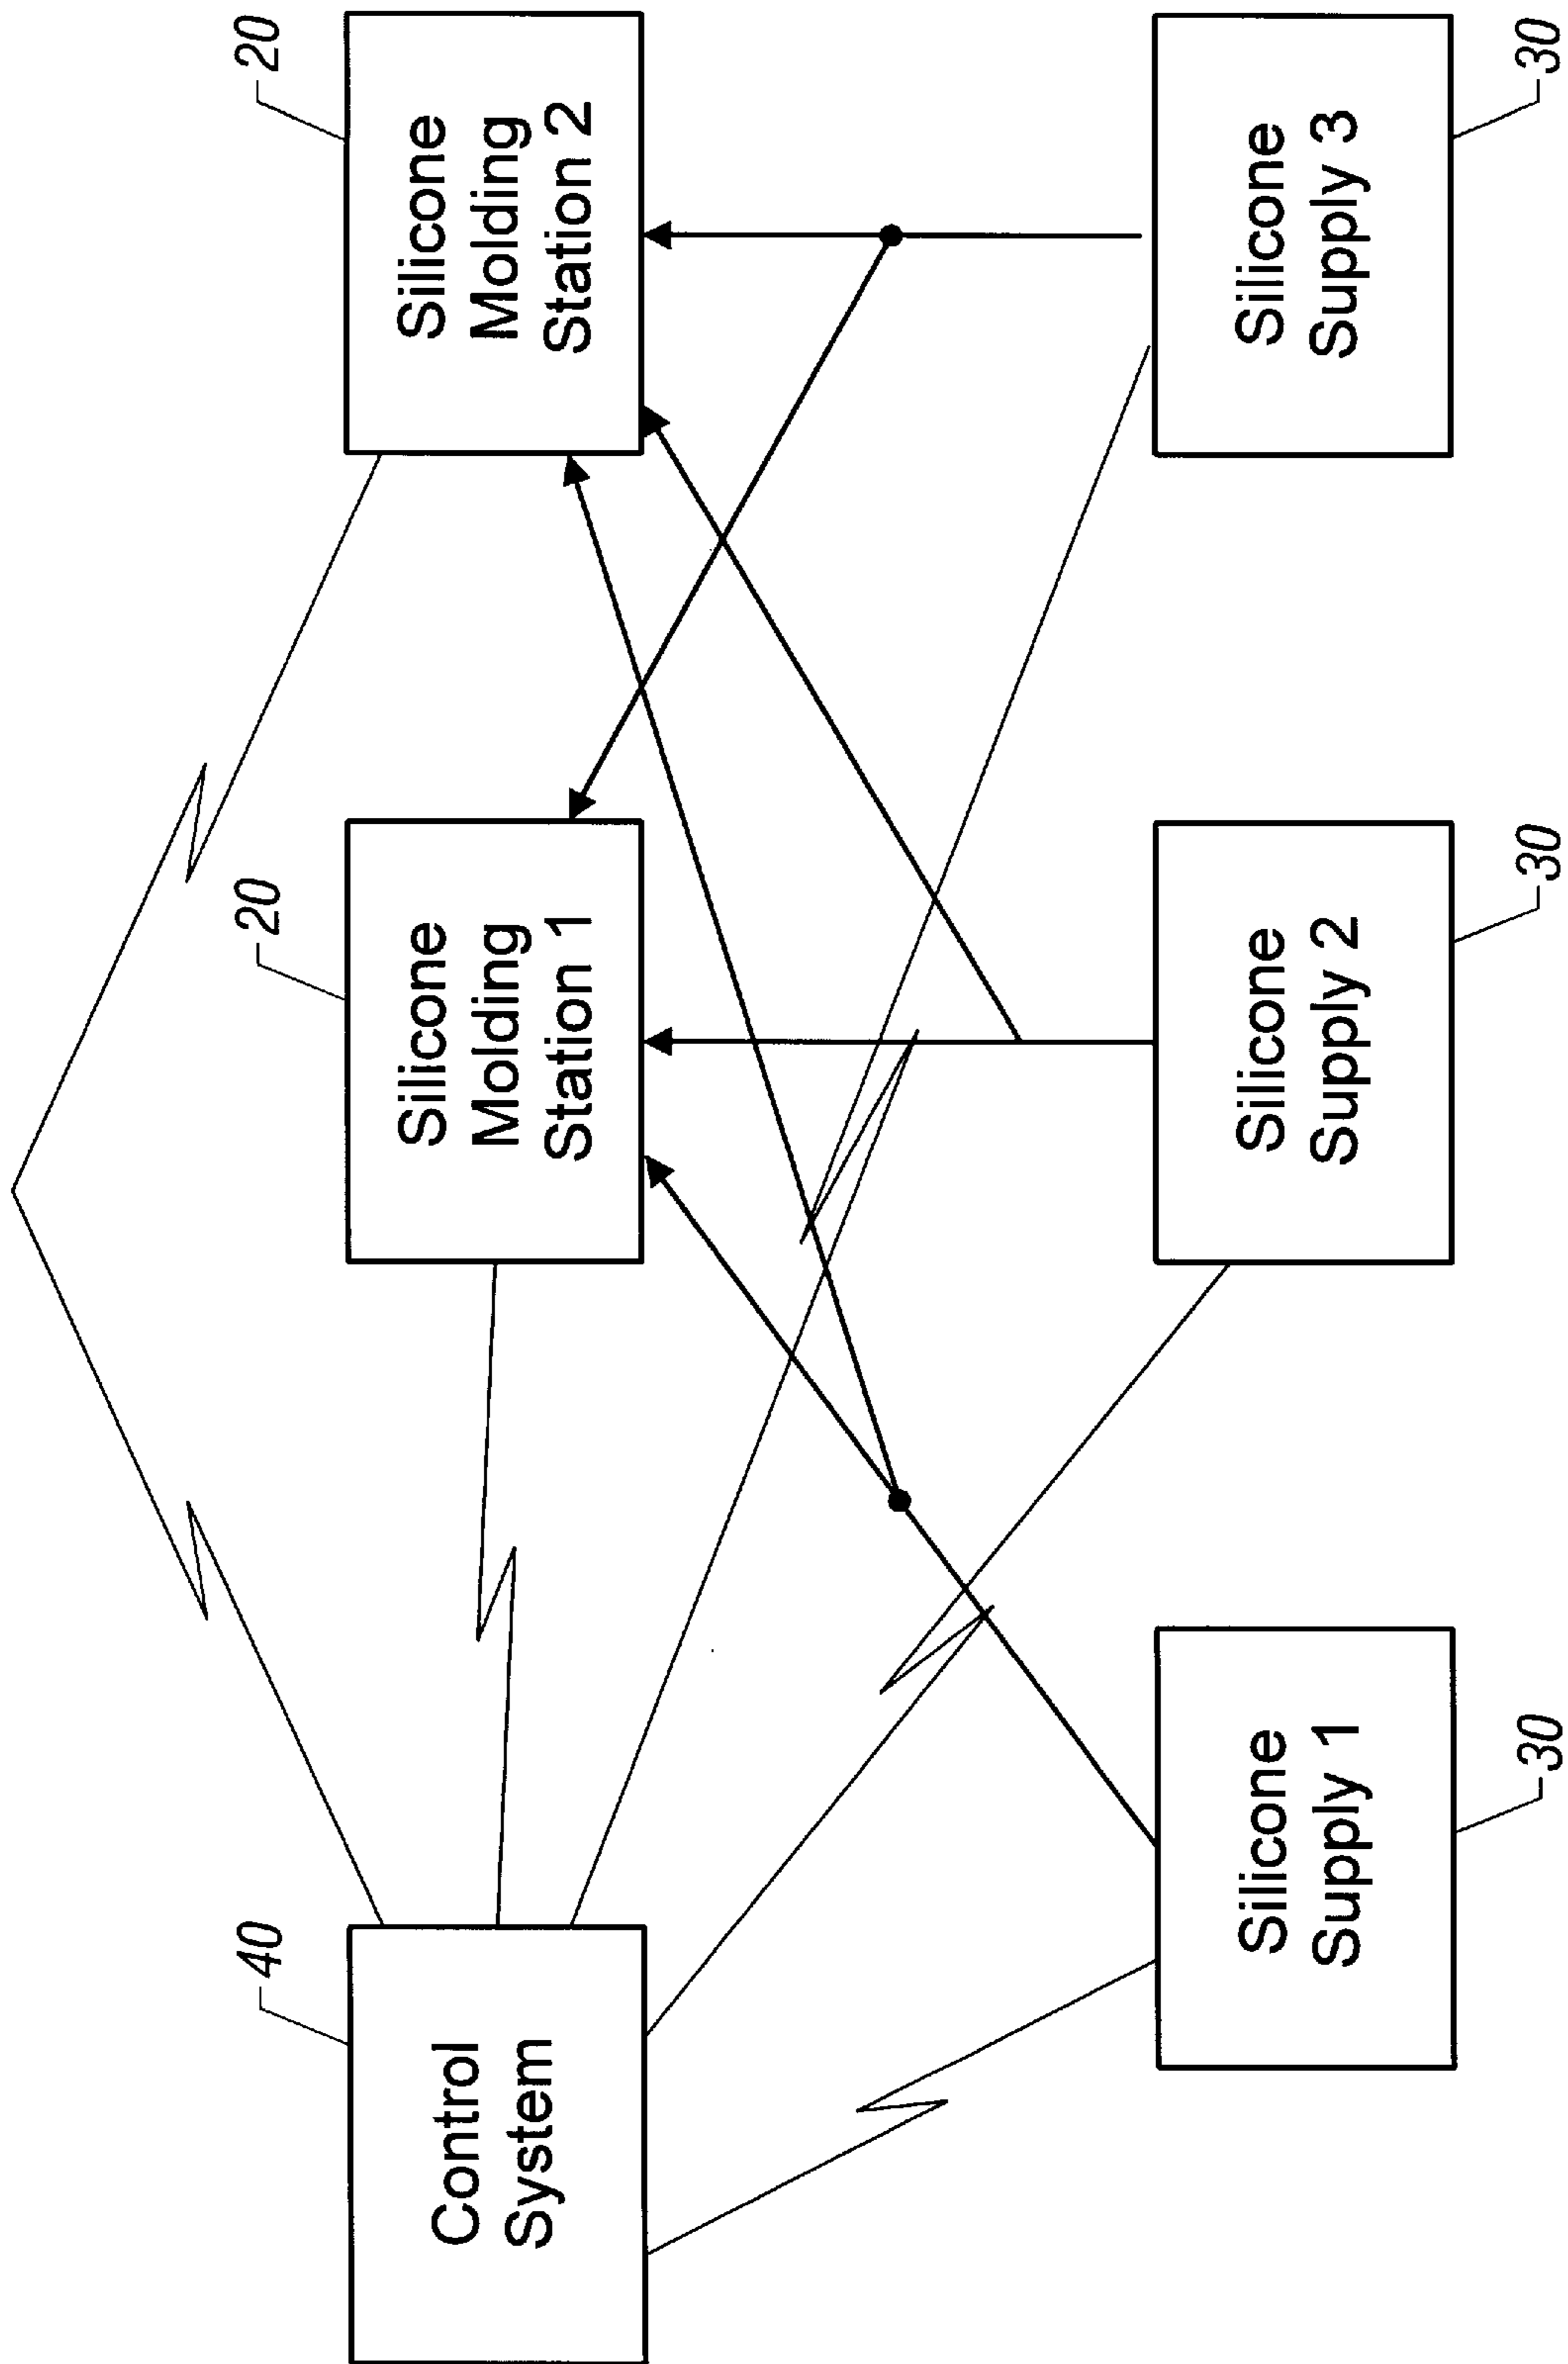 40
Control
System
20
Silicone
Molding
Station 1
20
Silicone
Molding
Station 2
Silicone
Supply 1
30
Silicone
Supply 2
30
Silicone
Supply 3
30